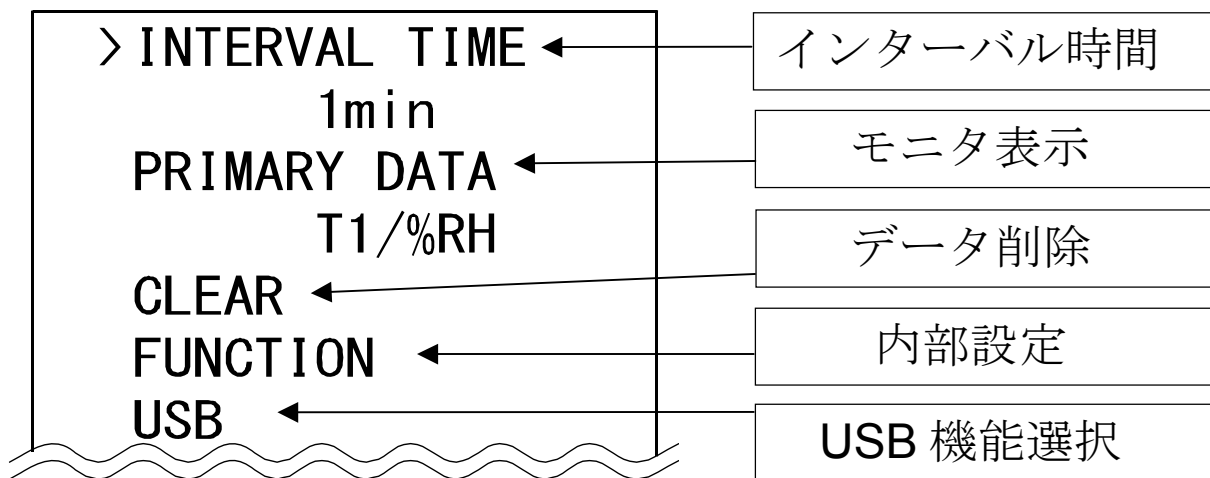 >INTERVAL TIME
インターバル時間
1min
PRIMARY DATA
モニタ表示
T1/%RH
データ削除
CLEAR
FUNCTION
内部設定
USB
USB 機能選択